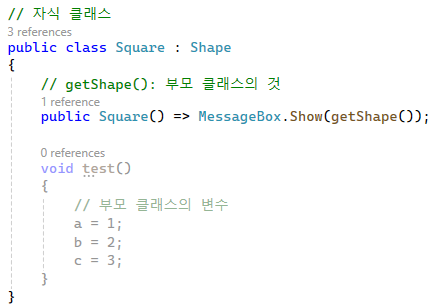 // 자식 클래스
3 references
public class Square : Shape
{
// getShape(): 부모 클래스의 것
1 reference
public Square() => MessageBox.Show(getShape());
0 references
void test()
{
// 부모 클래스의 변수
a = 1;
b = 2;
c = 3;
}
}